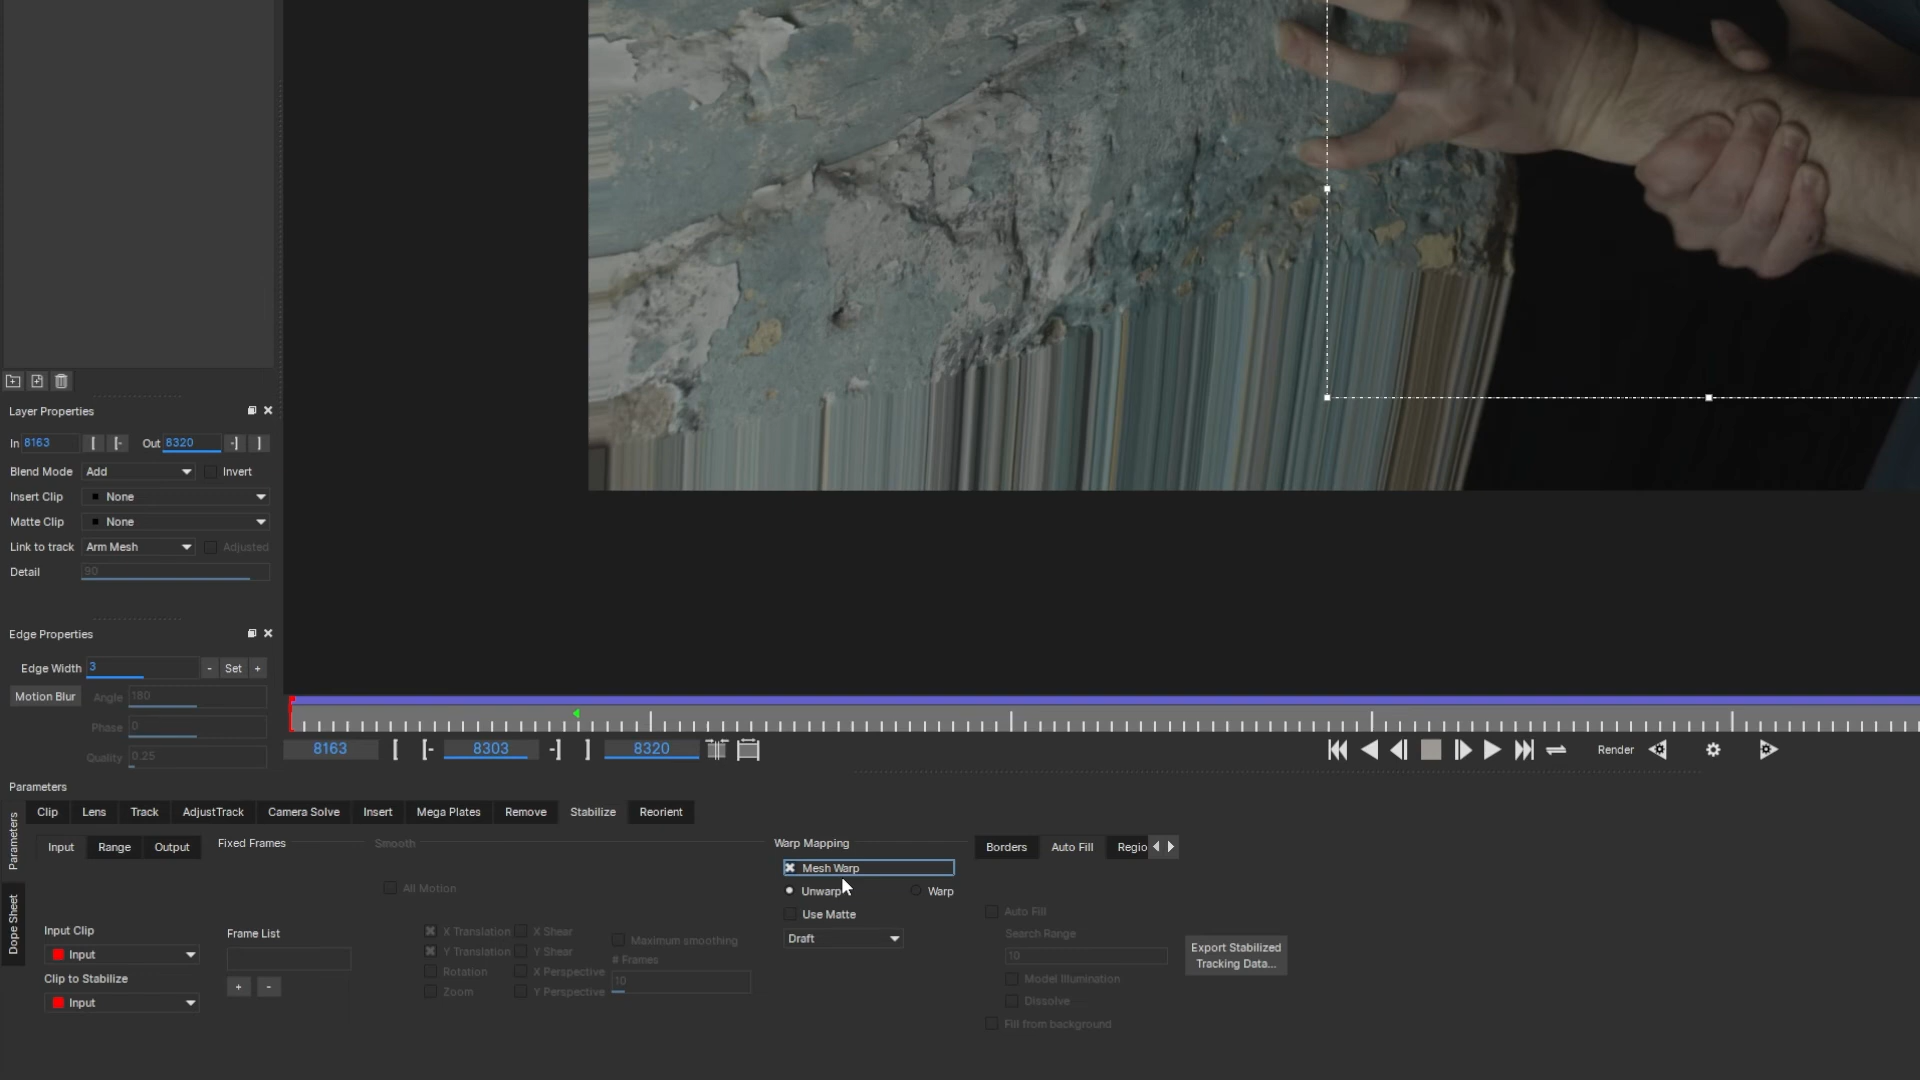 Layer Properties
In 8163 [ [- Out 8320 -] ]
Blend Mode Add Invert
Insert Clip None
Matte Clip None
Link to track Arm Mesh Adjusted
Detail 90
Edge Properties
Edge Width 3 - Set +
Motion Blur Angle 180
Phase 0
Quality 0.25
8163 [ [- 8303 -] ] 8320 Render
Parameters
Parameters
Dope Sheet
Clip Lens Track AdjustTrack Camera Solve Insert Mega Plates Remove Stabilize Reorient
Input Range Output
Input Clip
Input
Clip to Stabilize
Input
Fixed Frames
Frame List
+ -
Smooth
All Motion
X Translation X Shear
Y Translation Y Shear
Rotation X Perspective
Zoom Y Perspective
Maximum smoothing
# Frames
10
Warp Mapping
Mesh Warp
Unwarp Warp
Use Matte
Draft
Borders Auto Fill Regio
Auto Fill
Search Range
10
Model Illumination
Dissolve
Fill from background
Export Stabilized
Tracking Data...